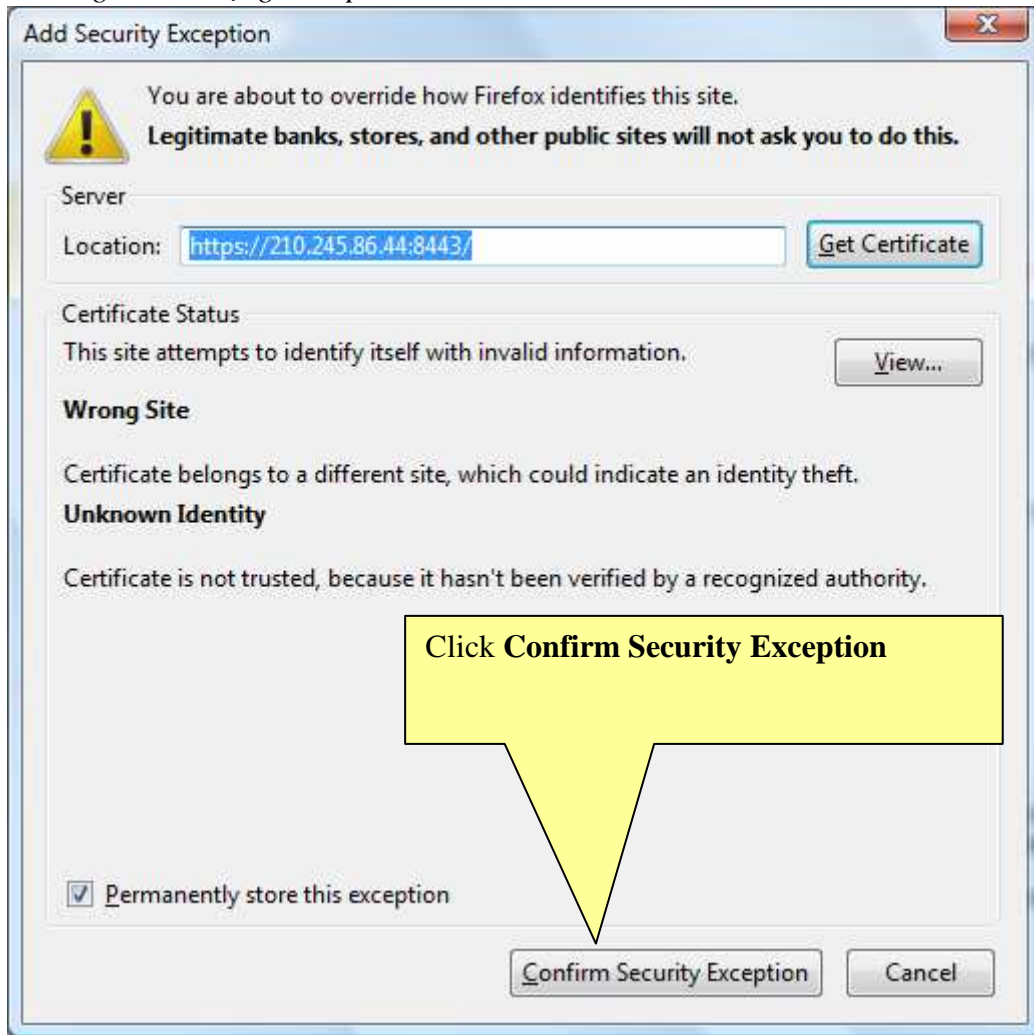 Add Security Exception
You are about to override how Firefox identifies this site.
Legitimate banks, stores, and other public sites will not ask you to do this.
Server
Location: https://210.245.86.44:8443/ Get Certificate
Certificate Status
This site attempts to identify itself with invalid information. View...
Wrong Site
Certificate belongs to a different site, which could indicate an identity theft.
Unknown Identity
Certificate is not trusted, because it hasn't been verified by a recognized authority.
Click Confirm Security Exception
Permanently store this exception
Confirm Security Exception Cancel